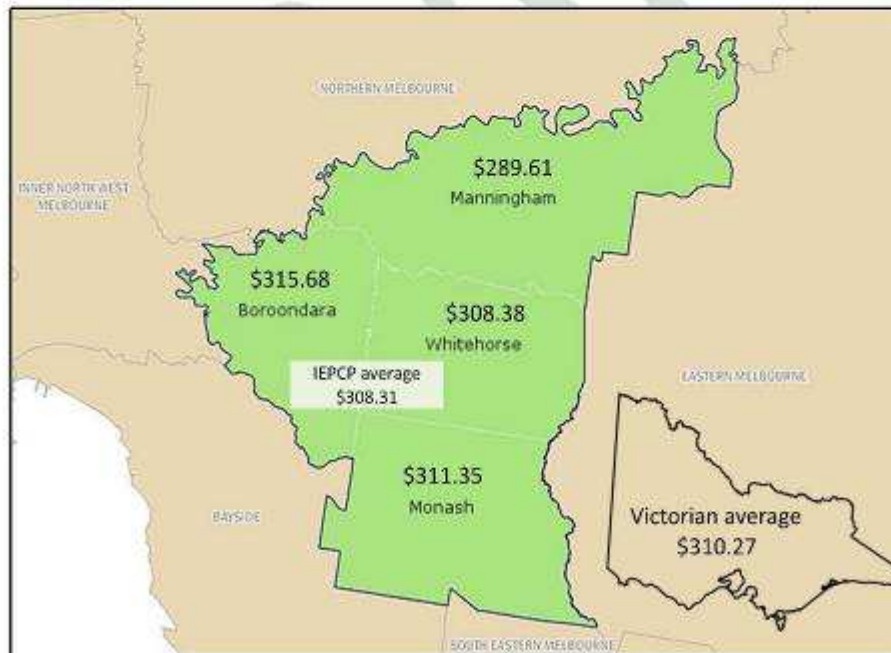 NORTHERN MELBOURNE
$289.61
Manningham
INNER NORTH WEST
MELBOURNE
$315.68
Boroondara
$308.38
Whitehorse
IEPCP average
$308.31
EASTERN MELBOURNE
$311.35
Monash
BAYSIDE
Victorian average
$310.27
SOUTH EASTERN MELBOURNE